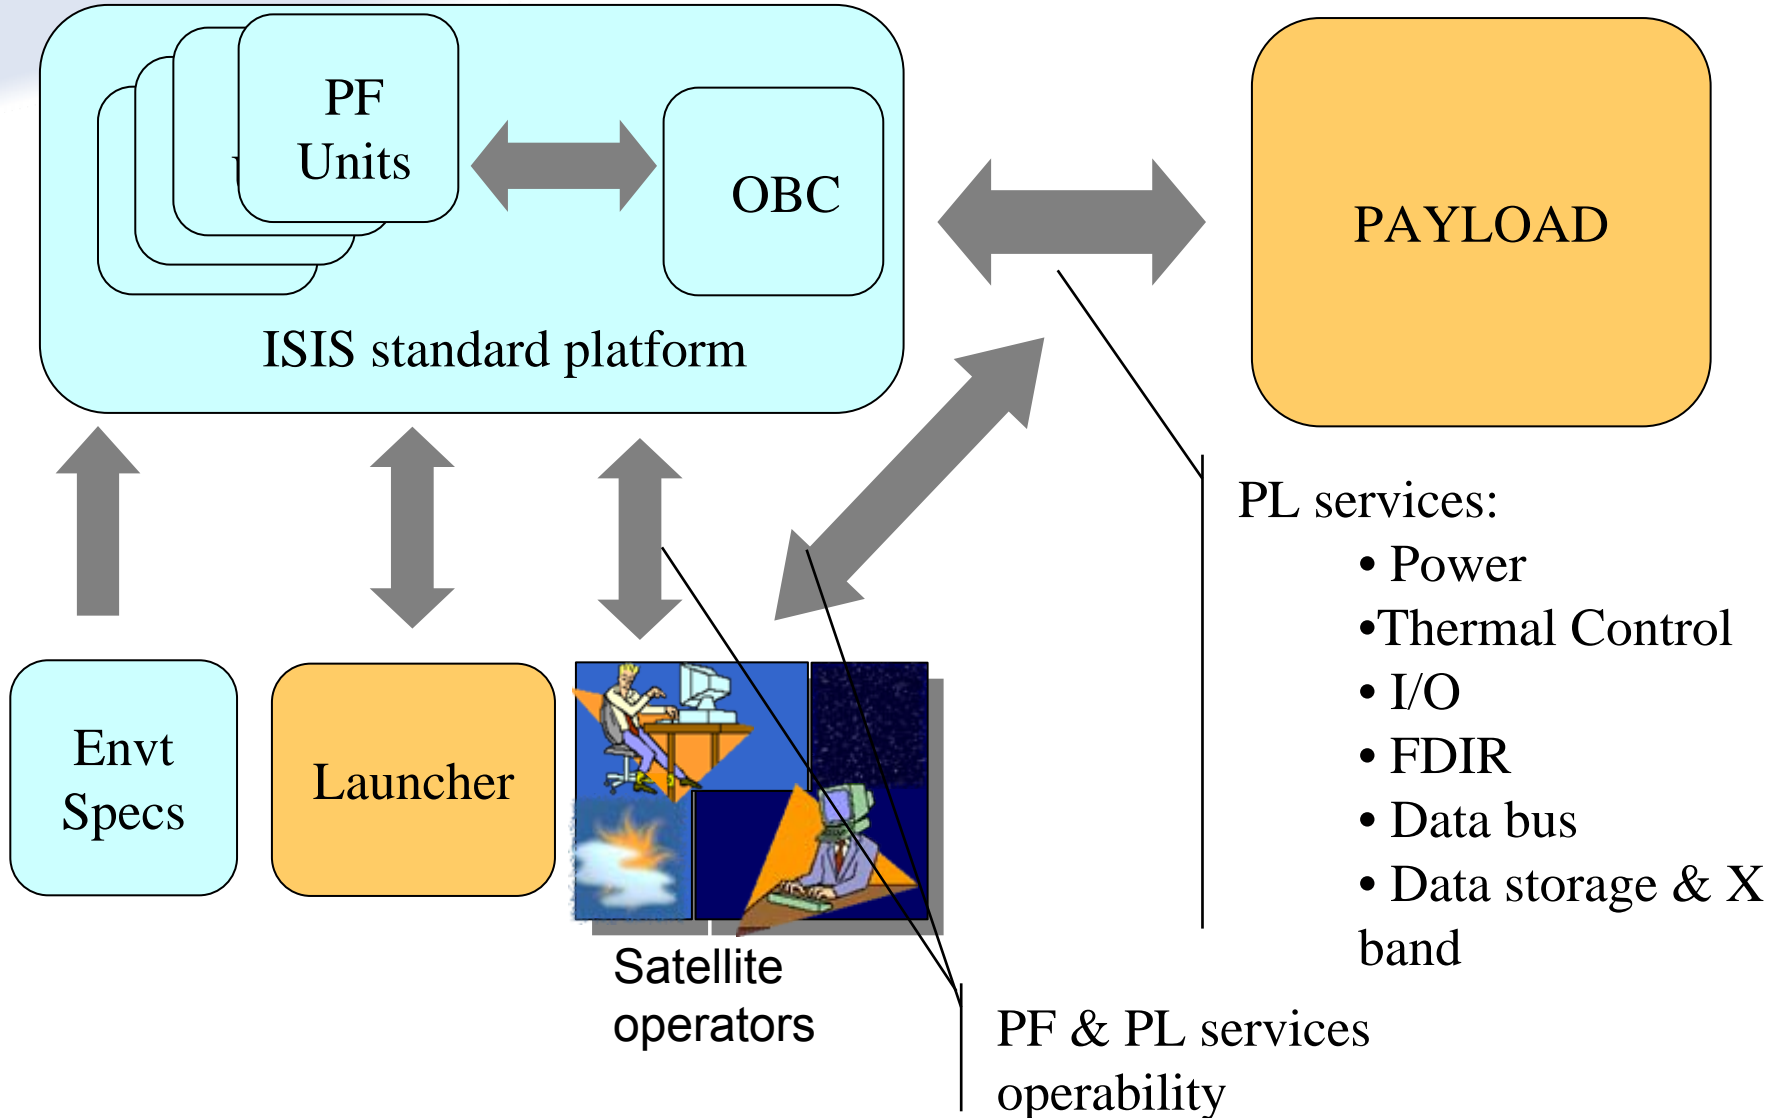 PF
Units
OBC
PAYLOAD
ISIS standard platform
PL services:
• Power
•Thermal Control
• I/O
• FDIR
• Data bus
• Data storage & X
band
Envt
Specs
Launcher
Satellite
operators
PF & PL services
operability